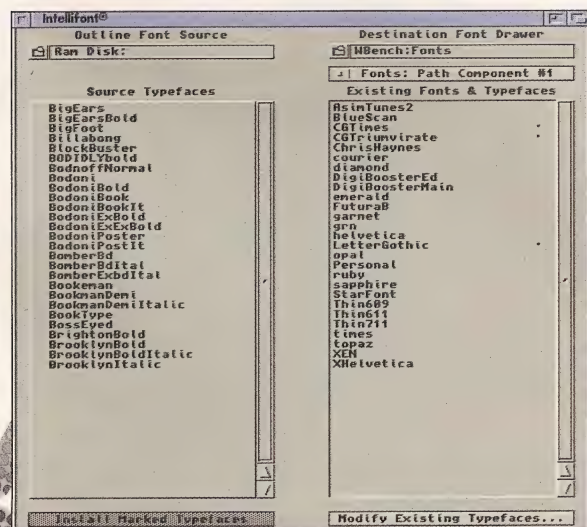 Intellifont®
Outline Font Source
Ram Disk:
Source Typefaces
BigEars
BigEarsBold
BigFoot
Billabong
BlockBuster
BODIDLYbold
BodnoffNormal
Bodoni
BodoniBold
BodoniBook
BodoniBookIt
BodoniExBold
BodoniExExBold
BodoniPoster
BodoniPostIt
BomberBd
BomberBdItal
BomberExbdItal
Bookeman
BookmanDemi
BookmanDemiItalic
BookType
BossEyed
BrightonBold
BrooklynBold
BrooklynBoldItalic
BrooklynItalic
Install Marked Typefaces
Destination Font Drawer
WBench:Fonts
Fonts: Path Component #1
Existing Fonts & Typefaces
AsimTunes2
BlueScan
CGTimes
CGTriumvirate
ChrisHaynes
courier
diamond
DigiBoosterEd
DigiBoosterMain
emerald
FuturaB
garnet
grn
helvetica
LetterGothic
opal
Personal
ruby
sapphire
StarFont
Thin609
Thin611
Thin711
times
topaz
XEN
XHelvetica
Modify Existing Typefaces...